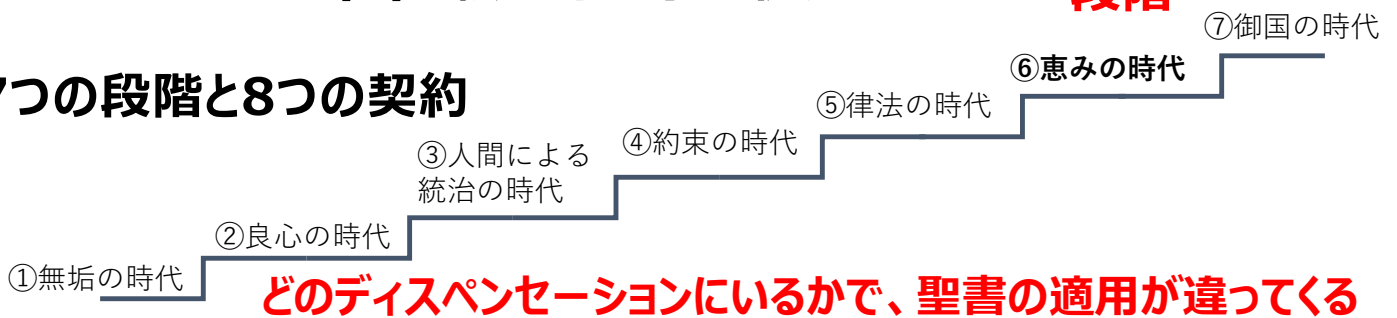 段階
⑦御国の時代
⑥恵みの時代
7つの段階と8つの契約
⑤律法の時代
④約束の時代
③人間による
統治の時代
②良心の時代
①無垢の時代
どのディスペンセーションにいるかで、聖書の適用が違ってくる